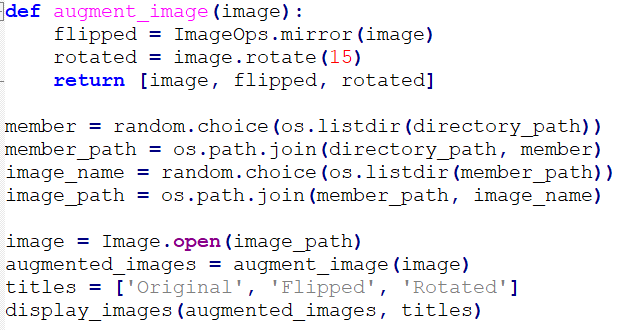 def augment_image(image):
    flipped = ImageOps.mirror(image)
    rotated = image.rotate(15)
    return [image, flipped, rotated]

member = random.choice(os.listdir(directory_path))
member_path = os.path.join(directory_path, member)
image_name = random.choice(os.listdir(member_path))
image_path = os.path.join(member_path, image_name)

image = Image.open(image_path)
augmented_images = augment_image(image)
titles = ['Original', 'Flipped', 'Rotated']
display_images(augmented_images, titles)